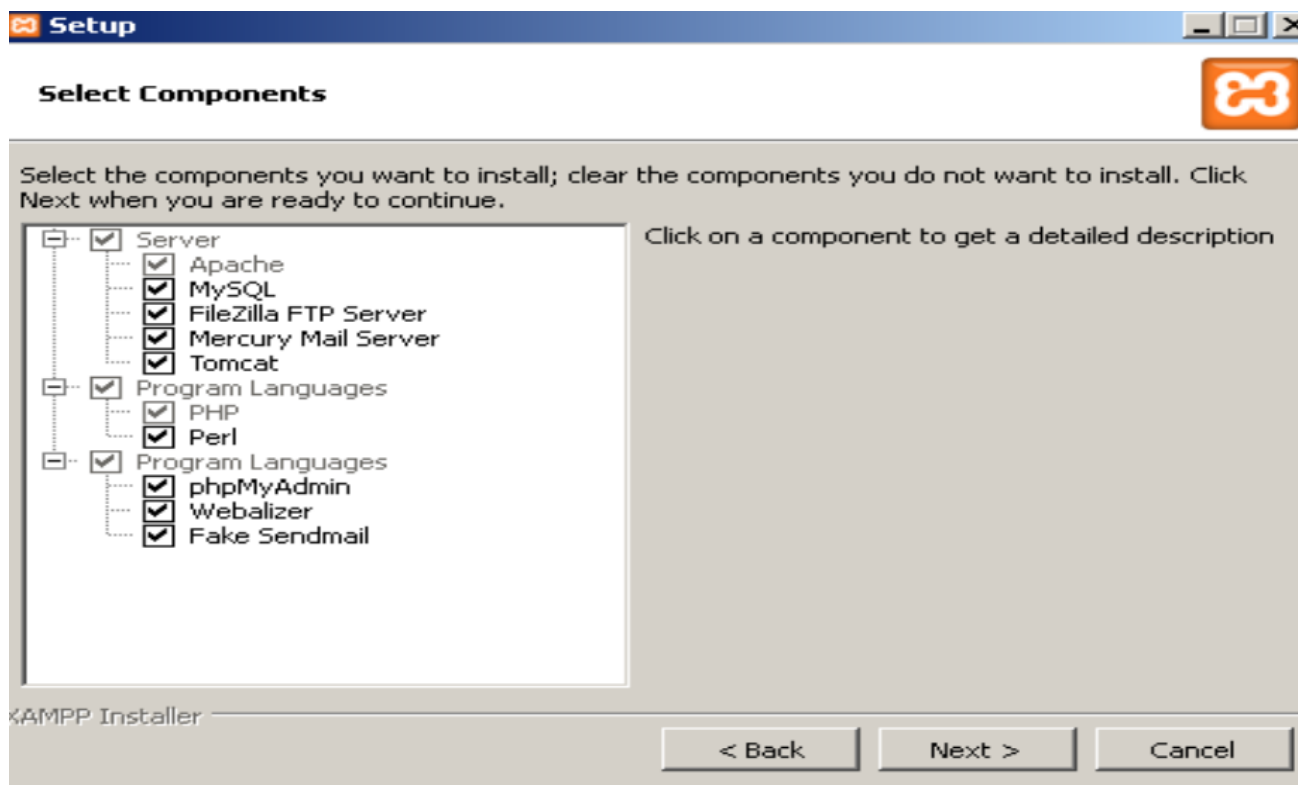 Setup
Select Components
Select the components you want to install; clear the components you do not want to install. Click
Next when you are ready to continue.
Server
Apache
MySQL
FileZilla FTP Server
Mercury Mail Server
Tomcat
Program Languages
PHP
Perl
Program Languages
phpMyAdmin
Webalizer
Fake Sendmail
Click on a component to get a detailed description
XAMPP Installer
< Back
Next >
Cancel